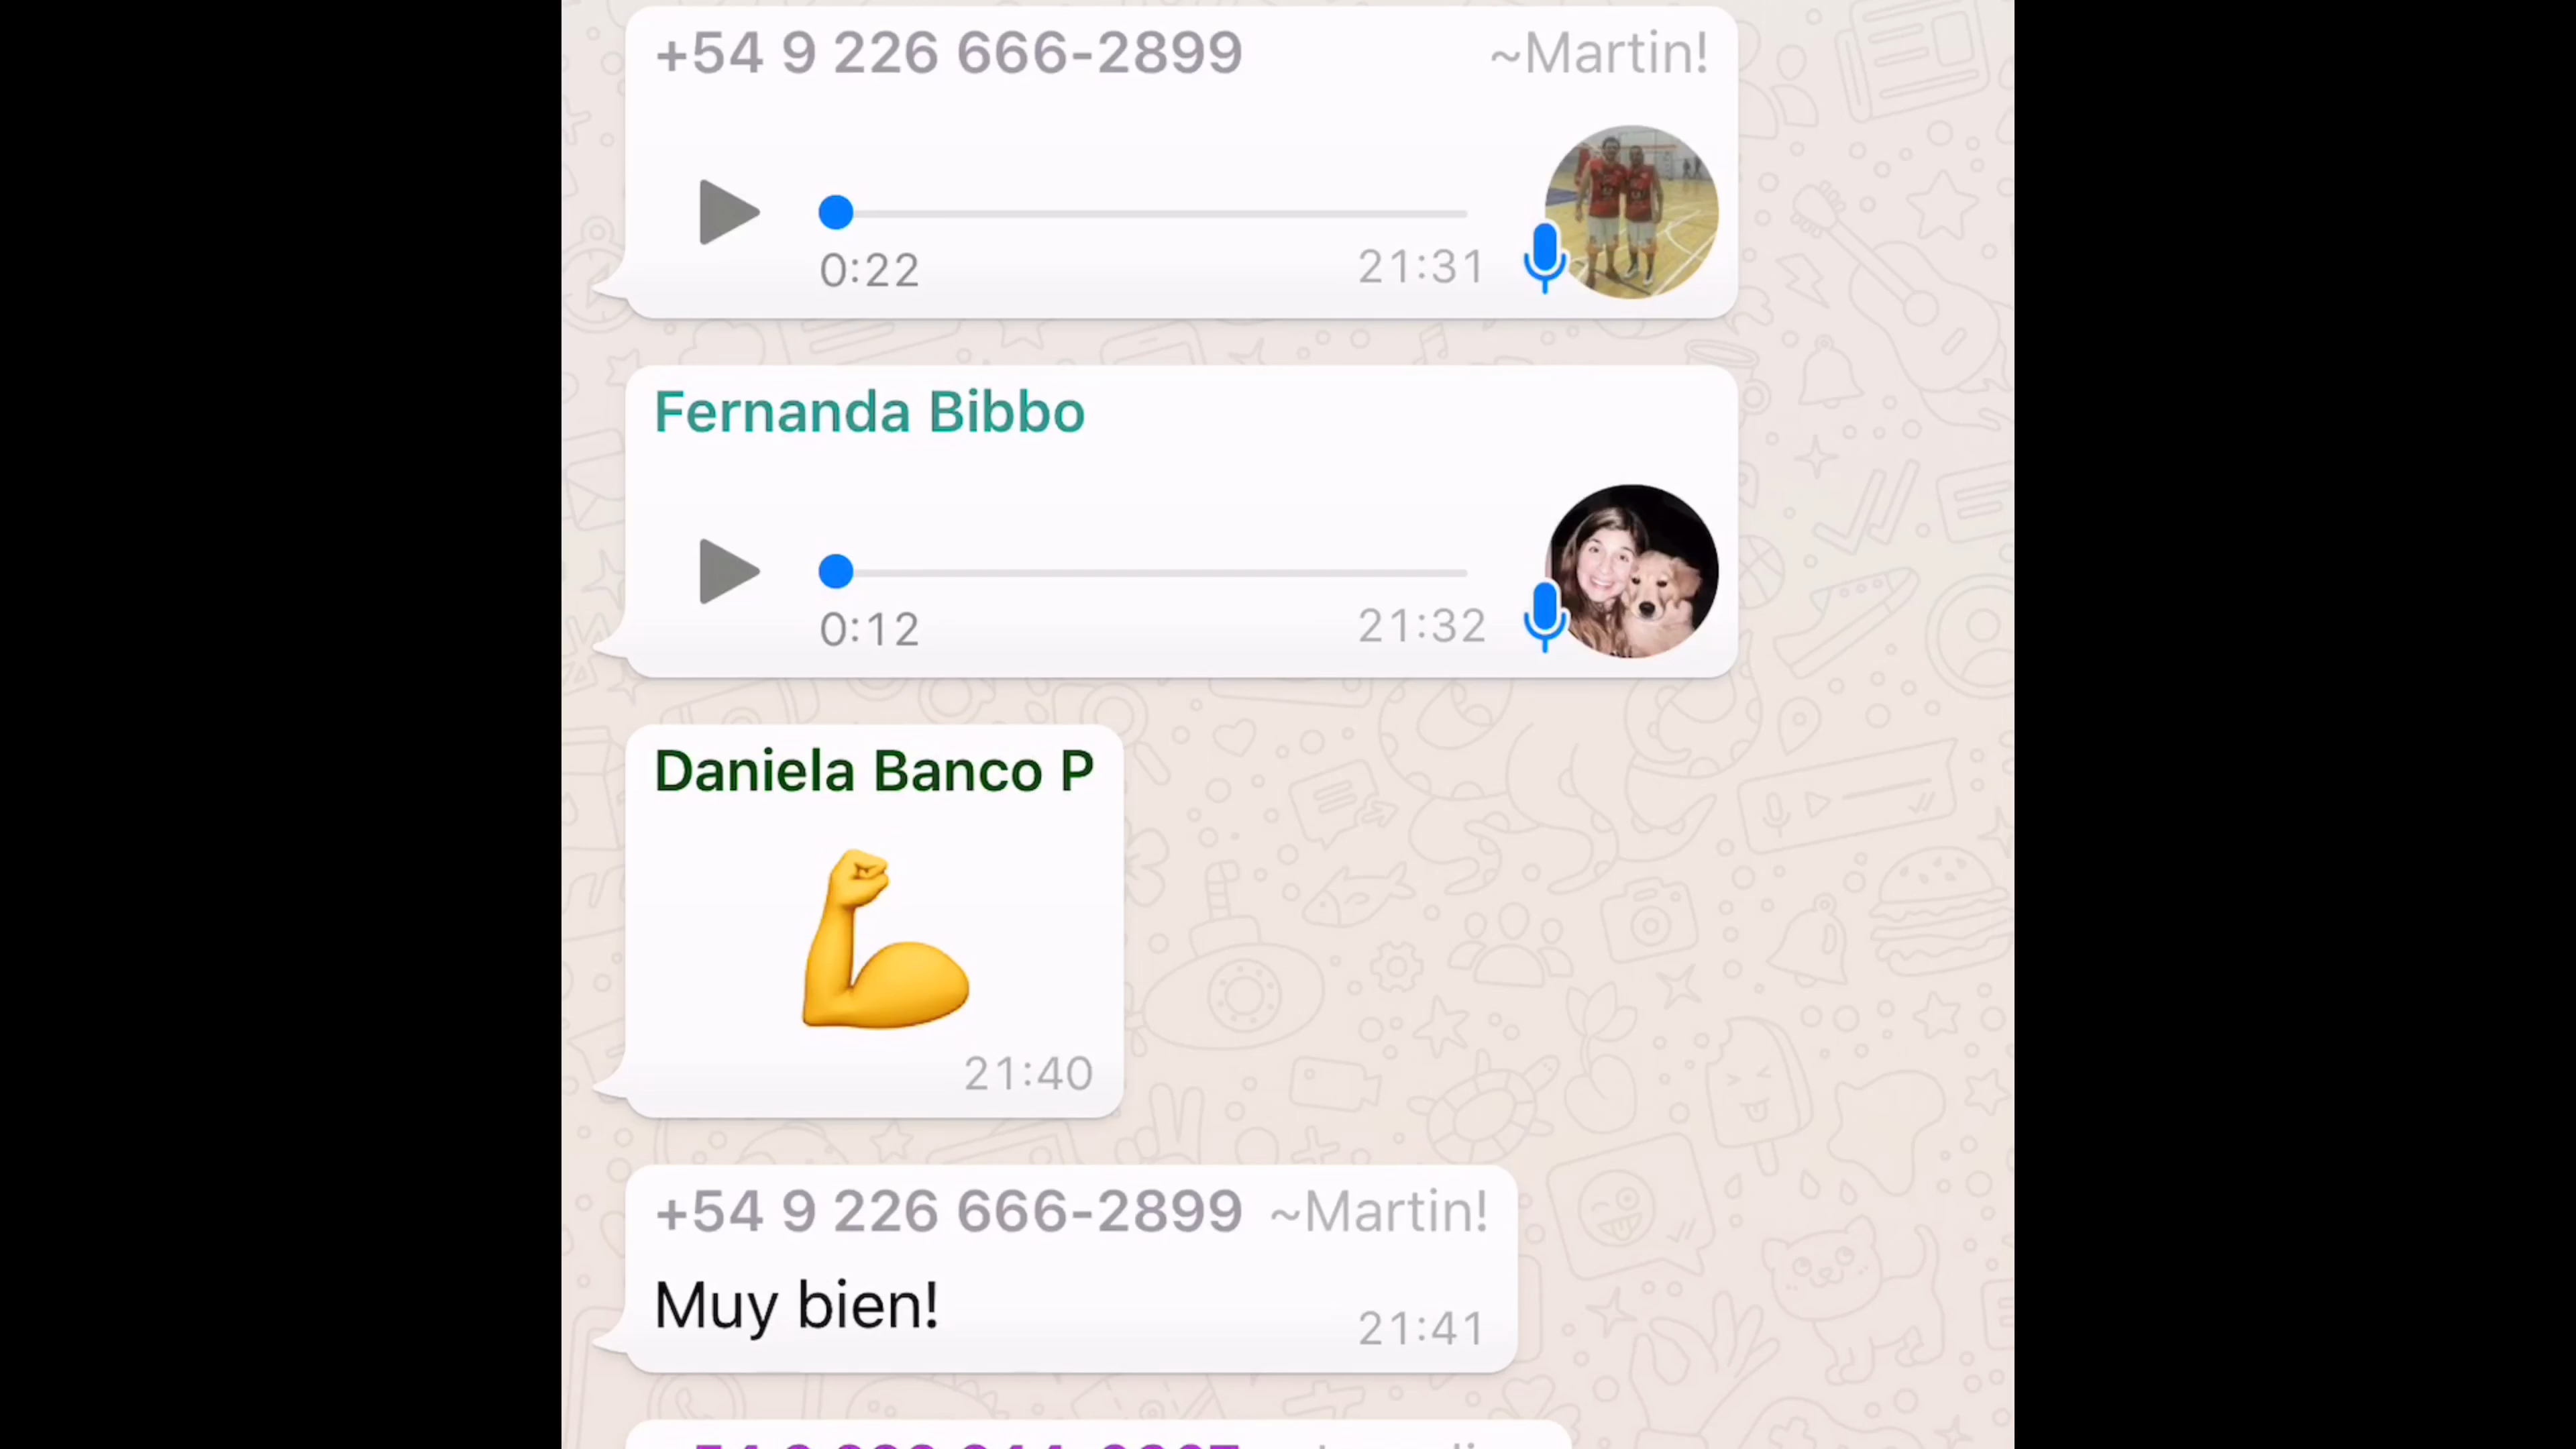 +54 9 226 666-2899 ~Martin!
0:22 21:31
Fernanda Bibbo
0:12 21:32
Daniela Banco P
21:40
+54 9 226 666-2899 ~Martin!
Muy bien! 21:41